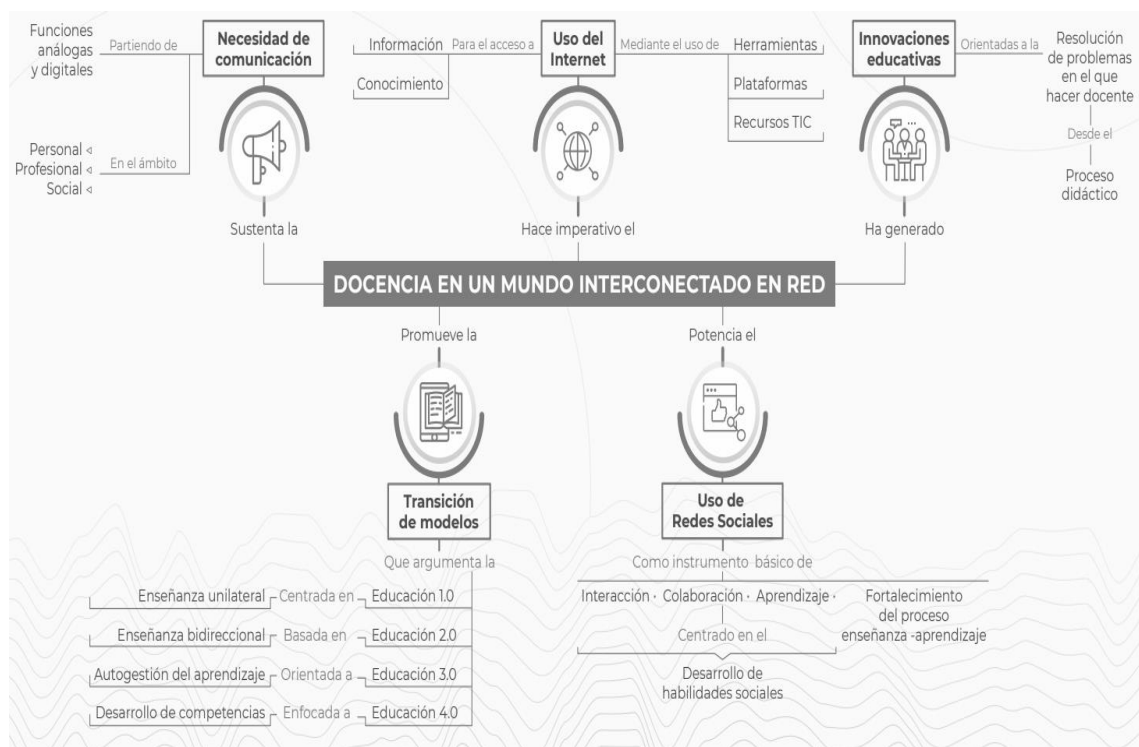 Funciones
análogas
y digitales
Partiendo de
Necesidad de
comunicación
Personal
Profesional
Social
En el ámbito
Sustenta la
Información
Conocimiento
Para el acceso a
Uso del
Internet
Mediante el uso de
Herramientas
Plataformas
Recursos TIC
Hace imperativo el
Innovaciones
educativas
Orientadas a la
Resolución
de problemas
en el que
hacer docente
Desde el
Proceso
didáctico
Ha generado
DOCENCIA EN UN MUNDO INTERCONECTADO EN RED
Promueve la
Transición
de modelos
Que argumenta la
Enseñanza unilateral Centrada en Educación 1.0
Enseñanza bidireccional Basada en Educación 2.0
Autogestión del aprendizaje Orientada a Educación 3.0
Desarrollo de competencias Enfocada a Educación 4.0
Potencia el
Uso de
Redes Sociales
Como instrumento básico de
Interacción · Colaboración · Aprendizaje ·
Fortalecimiento
del proceso
enseñanza -aprendizaje
Centrado en el
Desarrollo de
habilidades sociales